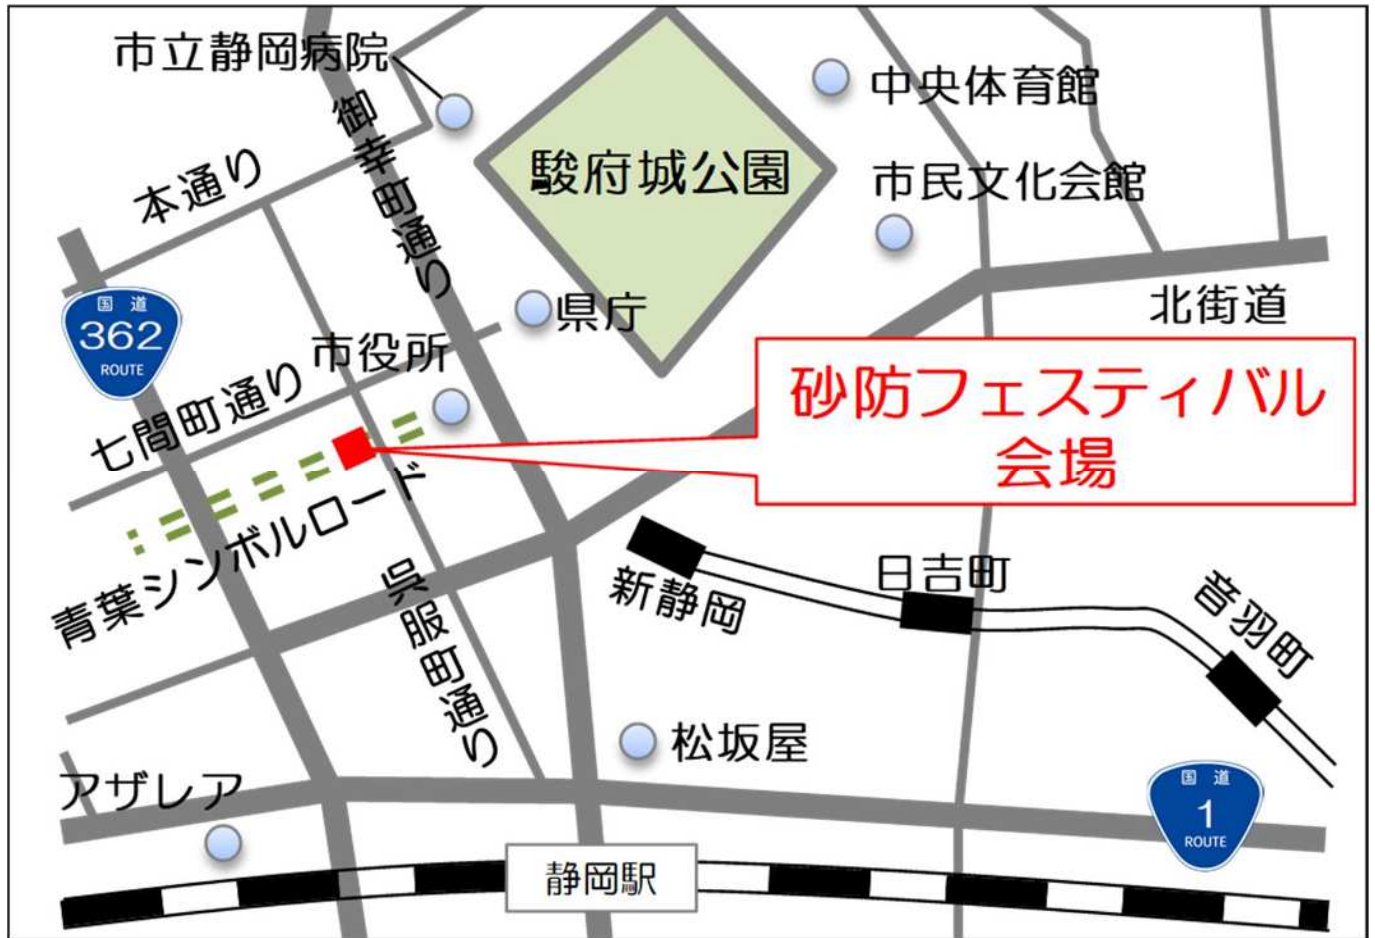 市立静岡病院
御幸町通り
中央体育館
駿府城公園
本通り
市民文化会館
国道
362
ROUTE
県庁
北街道
市役所
七間町通り
砂防フェスティバル
会場
青葉シンボルロード
呉服町通り
新静岡
日吉町
音羽町
松坂屋
アザレア
国道
1
ROUTE
静岡駅